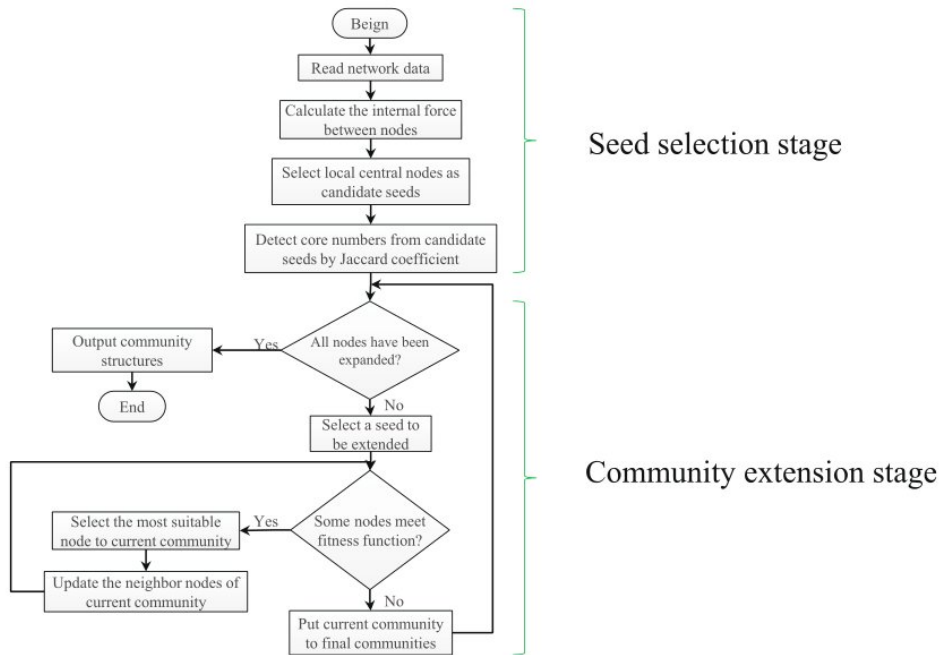 Beign
Read network data
Calculate the internal force
between nodes
Seed selection stage
Select local central nodes as
candidate seeds
Detect core numbers from candidate
seeds by Jaccard coefficient
All nodes have been
expanded?
Yes
Output community
structures
End
No
Select a seed to
be extended
Community extension stage
Some nodes meet
fitness function?
Yes
Select the most suitable
node to current community
Update the neighbor nodes of
current community
No
Put current community
to final communities